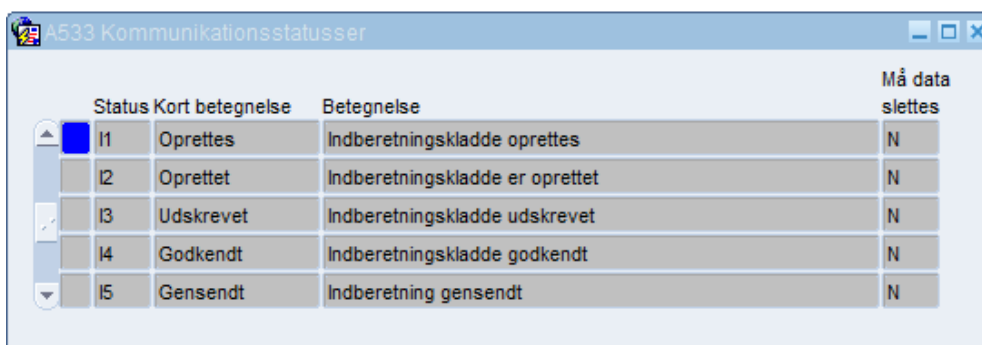 A533 Kommunikationsstatusser
Må data
Status Kort betegnelse Betegnelse slettes
I1 Oprettes Indberetningskladde oprettes N
I2 Oprettet Indberetningskladde er oprettet N
I3 Udskrevet Indberetningskladde udskrevet N
I4 Godkendt Indberetningskladde godkendt N
I5 Gensendt Indberetning gensendt N